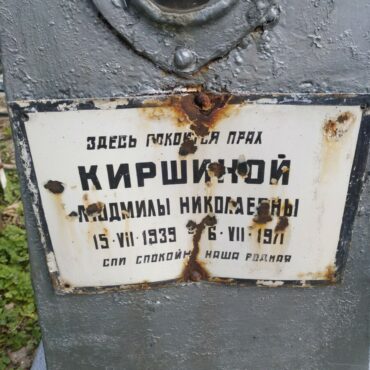 ЗДЕСЬ ПОКОИТСЯ ПРАХ
КИРШИНОЙ
ЛЮДМИЛЫ НИКОЛАЕВНЫ
15·VII·1939 6·VII·1971
СПИ СПОКОЙНО НАША РОДНАЯ